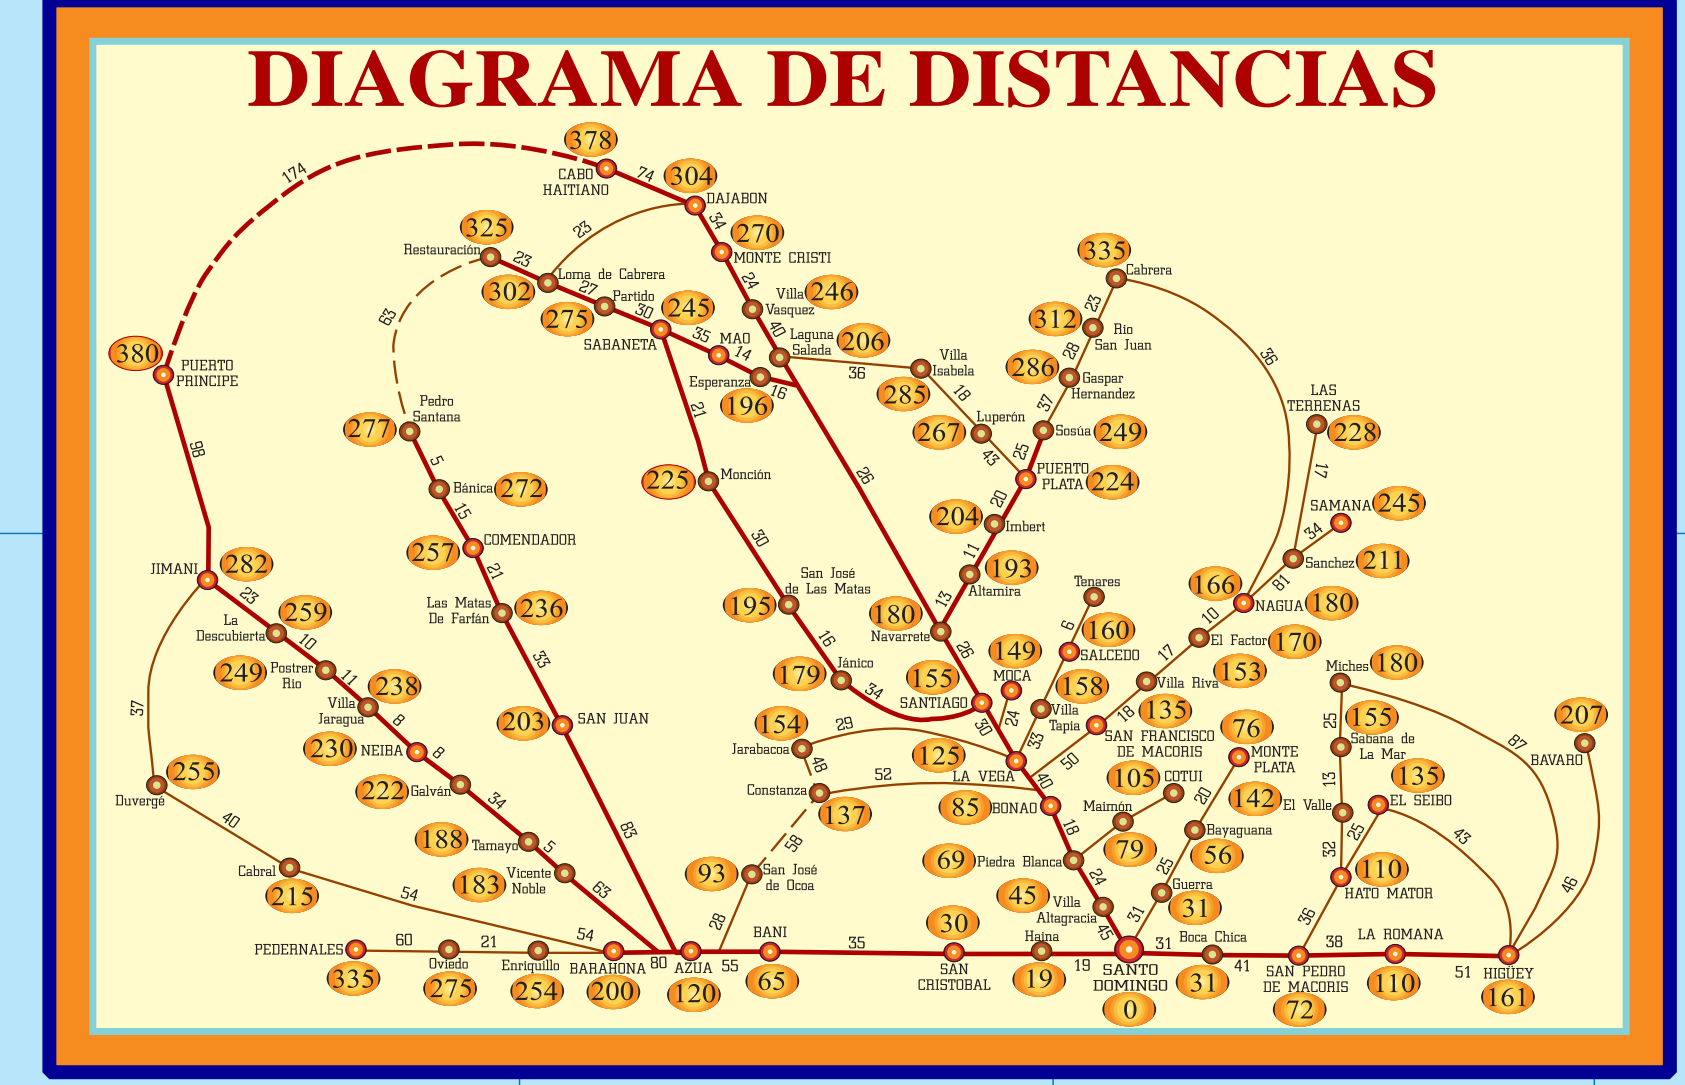 DIAGRAMA DE DISTANCIAS
378
CABO
HAITIANO
74
304
DAJABON
174
34
325
Restauración
23
23
270
MONTE CRISTI
335
Cabrera
Loma de Cabrera
302
27
24
Villa
Vasquez
246
23
63
Partido
275
30
245
SABANETA
35
MAO
14
40
Laguna
Salada
206
312
Rio
San Juan
28
36
380
PUERTO
PRINCIPE
Esperanza
196
16
36
Villa
Isabela
285
18
286
Gaspar
Hernandez
37
LAS
TERRENAS
228
Pedro
Santana
277
21
267
Luperón
43
Sosúa
249
25
98
5
Monción
225
26
PUERTO
PLATA
224
17
Bánica
272
15
20
204
Imbert
SAMANA
245
34
257
COMENDADOR
30
11
Sanchez
211
JIMANI
282
21
193
Altamira
Tenares
166
81
23
San José
de Las Matas
195
13
NAGUA
180
La
Descubierta
259
Las Matas
De Farfán
236
180
Navarrete
6
160
SALCEDO
10
El Factor
170
10
16
26
149
MOCA
17
249
Postrer
Rio
33
179
Jánico
34
155
SANTIAGO
Villa Riva
153
Miches
180
11
238
Villa
Jaragua
24
158
Villa
Tapia
18
135
SAN FRANCISCO
DE MACORIS
25
155
Sabana de
La Mar
37
8
203
SAN JUAN
154
Jarabacoa
29
30
33
76
MONTE
PLATA
87
207
BAVARO
230
NEIBA
8
48
125
LA VEGA
50
255
Duvergé
222
Galván
Constanza
137
52
40
105
COTUI
142
20
13
135
EL SEIBO
34
85
BONAO
Maimón
79
El Valle
25
40
188
Tamayo
83
58
18
Bayaguana
56
32
43
5
69
Piedra Blanca
Cabral
215
183
Vicente
Noble
93
San José
de Ocoa
24
25
110
HATO MATOR
46
54
63
45
Villa
Altagracia
Guerra
31
28
30
45
31
36
PEDERNALES
335
60
Oviedo
275
21
Enriquillo
254
54
BARAHONA
200
80
AZUA
120
55
BANI
65
35
SAN
CRISTOBAL
Haina
19
19
SANTO
DOMINGO
0
31
Boca Chica
31
41
SAN PEDRO
DE MACORIS
72
38
LA ROMANA
110
51
HIGÜEY
161